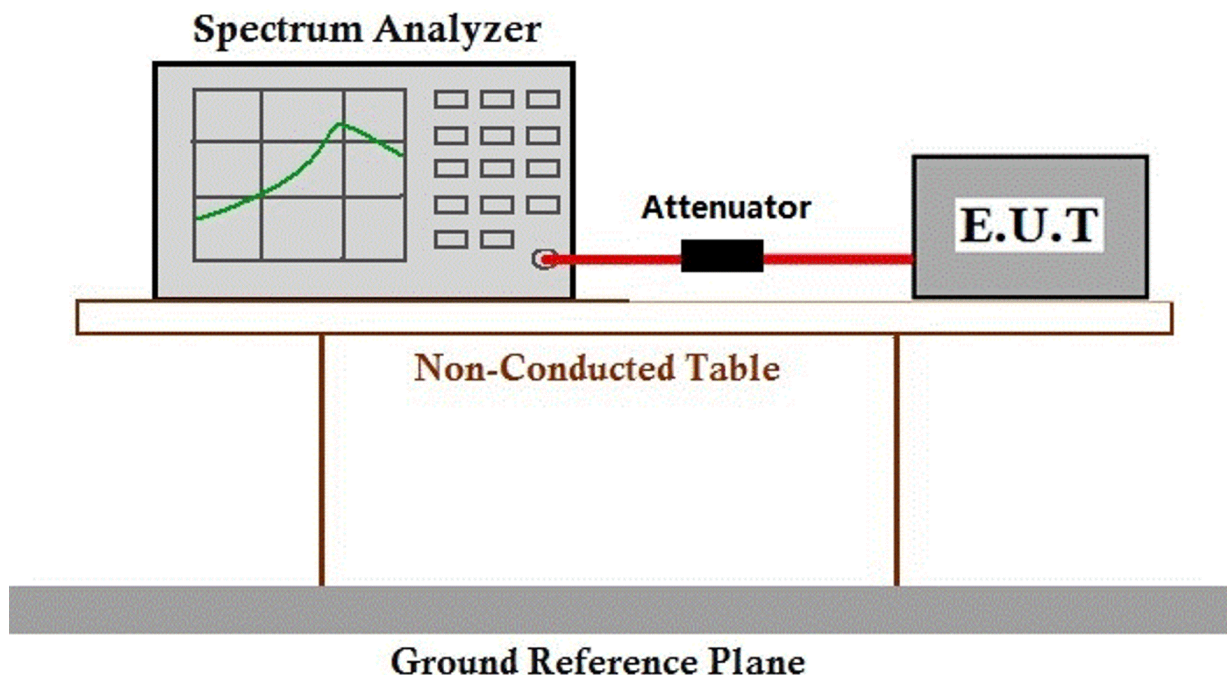 Spectrum Analyzer
Attenuator
E.U.T
Non-Conducted Table
Ground Reference Plane